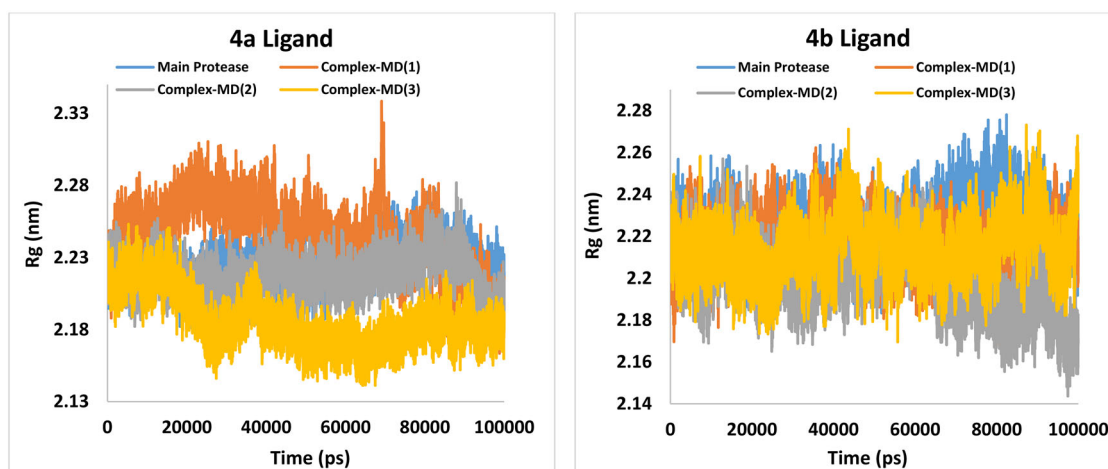 4a Ligand
Main Protease Complex-MD(1)
Complex-MD(2) Complex-MD(3)
2.33
2.28
2.23
2.18
2.13
Rg (nm)
0 20000 40000 60000 80000 100000
Time (ps)
4b Ligand
Main Protease Complex-MD(1)
Complex-MD(2) Complex-MD(3)
2.28
2.26
2.24
2.22
2.2
2.18
2.16
2.14
Rg (nm)
0 20000 40000 60000 80000 100000
Time (ps)